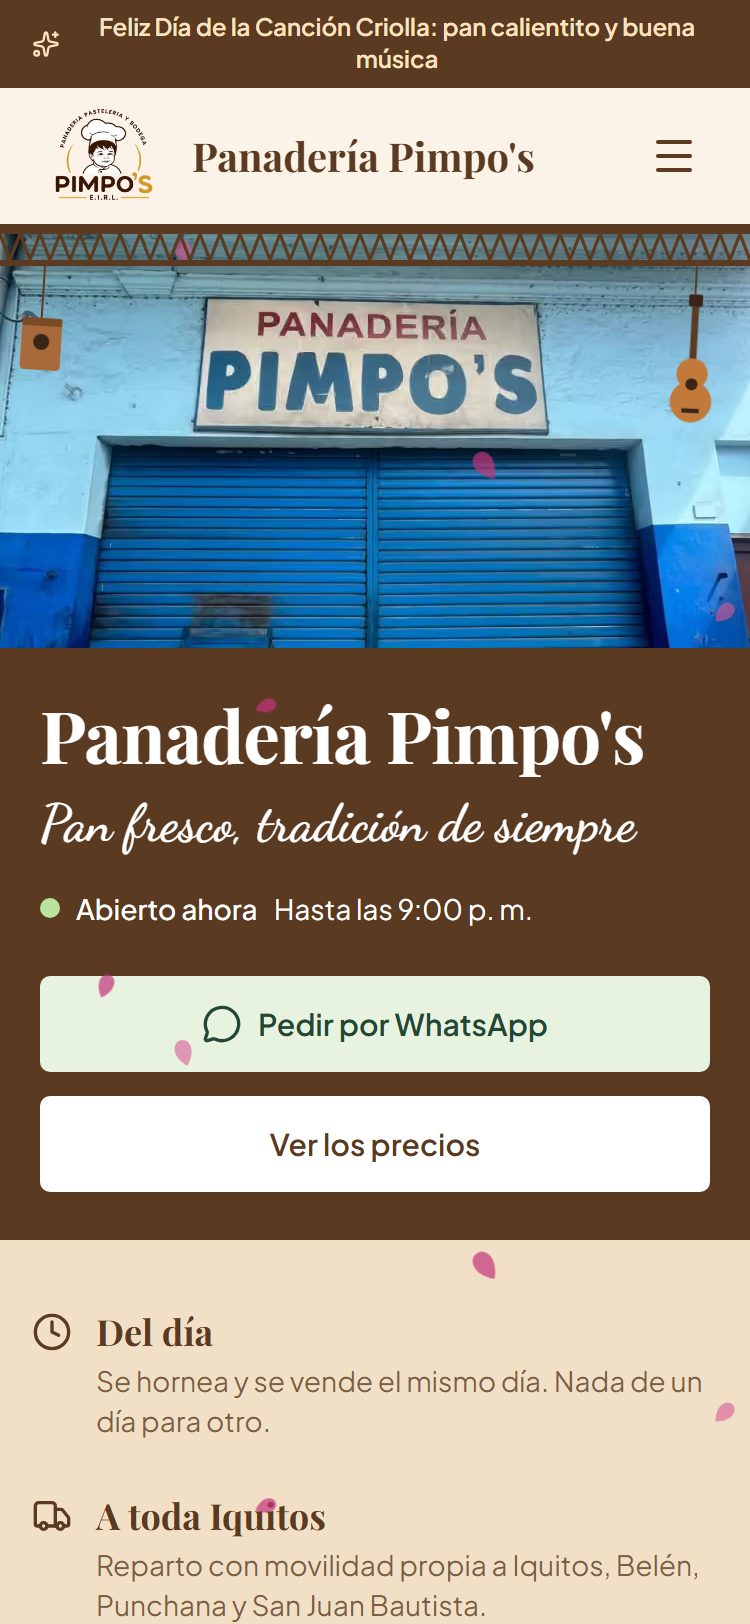 Feliz Día de la Canción Criolla: pan calientito y buena
música
PANADERÍA PASTELERIA Y BODEGA
PIMPO'S
E.I.R.L.
Panadería Pimpo's
PANADERÍA
PIMPO'S
Panadería Pimpo's
Pan fresco, tradición de siempre
Abierto ahora Hasta las 9:00 p. m.
Pedir por WhatsApp
Ver los precios
Del día
Se hornea y se vende el mismo día. Nada de un
día para otro.
A toda Iquitos
Reparto con movilidad propia a Iquitos, Belén,
Punchana y San Juan Bautista.